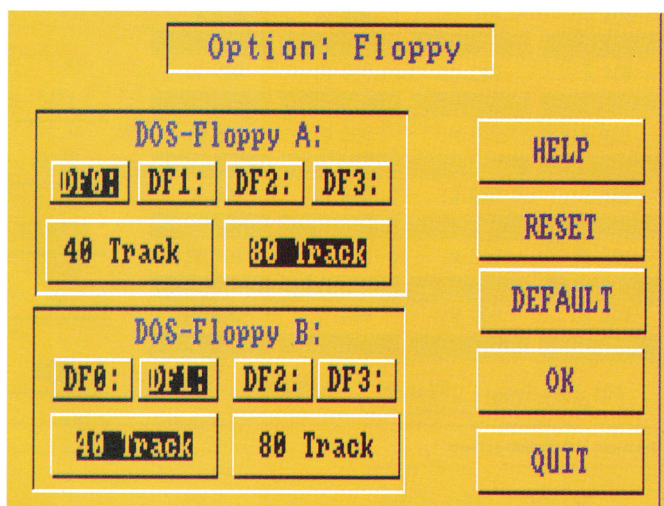 Option: Floppy
DOS-Floppy A:
DF0: DF1: DF2: DF3:
40 Track 80 Track
DOS-Floppy B:
DF0: DF1: DF2: DF3:
40 Track 80 Track
HELP
RESET
DEFAULT
OK
QUIT